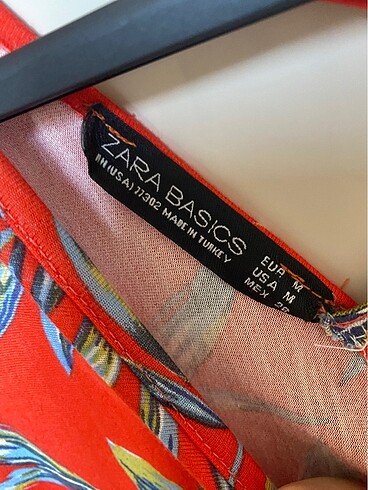 ZARA BASICS
RN (USA) 77302 MADE IN TURKEY
EUR M
USA M
MEX 28